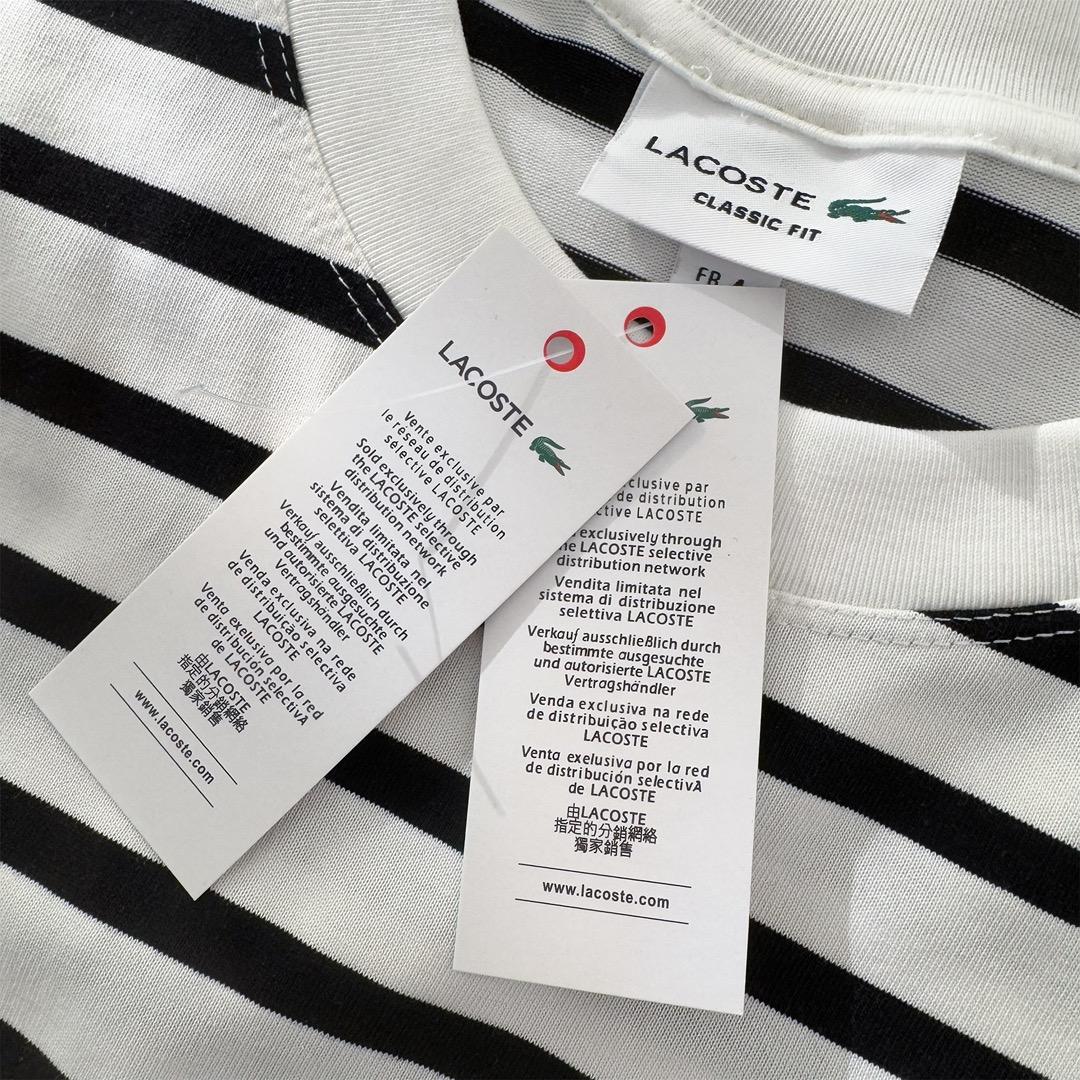 LACOSTE
CLASSIC FIT
FR
LACOSTE
Vente exclusive par
le réseau de distribution
sélective LACOSTE
Sold exclusively through
the LACOSTE selective
distribution network
Vendita limitata nel
sistema di distribuzione
selettiva LACOSTE
Verkauf ausschließlich durch
bestimmte ausgesuchte
und autorisierte LACOSTE
Vertragshändler
Venda exclusiva na rede
de distribuição selectiva
LACOSTE
Venta exelusiva por la red
de distribución selectivA
de LACOSTE
由LACOSTE
指定的分銷網絡
獨家銷售
www.lacoste.com
par
de distribution
LACOSTE
exclusively through
LACOSTE selective
distribution network
Vendita limitata nel
sistema di distribuzione
selettiva LACOSTE
Verkauf ausschließlich durch
bestimmte ausgesuchte
und autorisierte LACOSTE
Vertragshändler
Venda exclusiva na rede
de distribuição selectiva
LACOSTE
Venta exelusiva por la red
de distribución selectivA
de LACOSTE
由LACOSTE
指定的分銷網絡
獨家銷售
www.lacoste.com